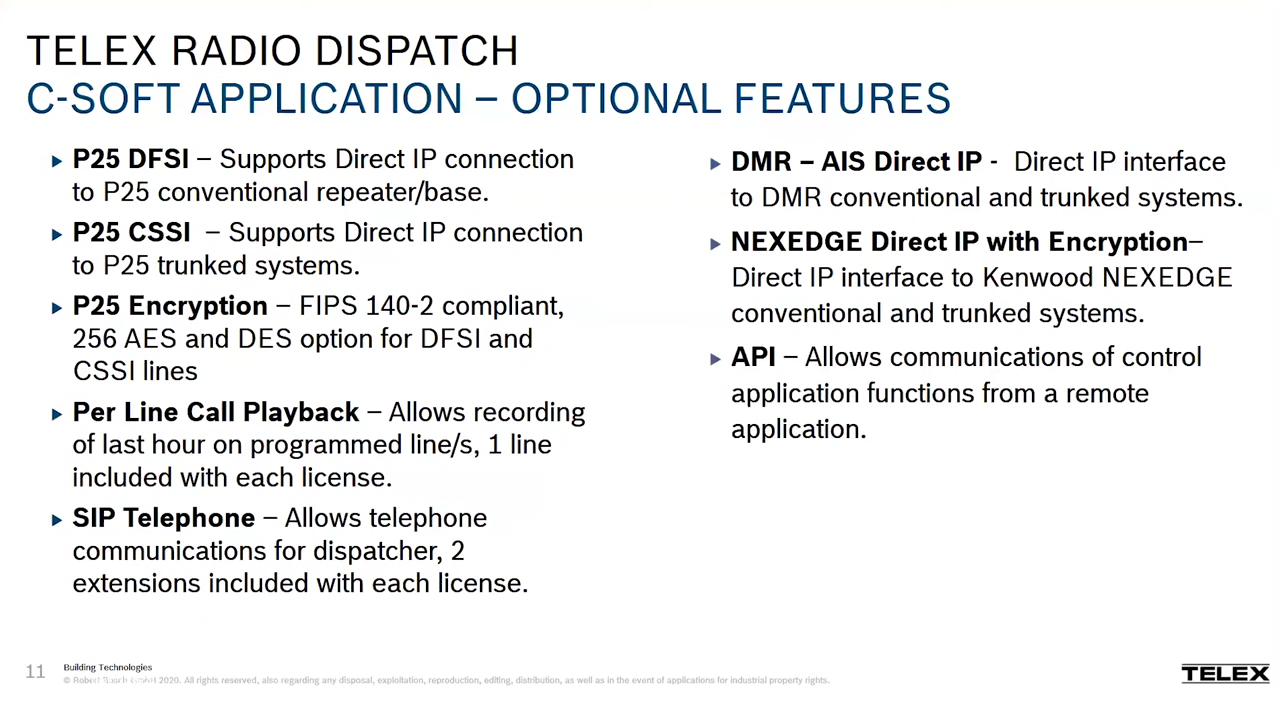 TELEX RADIO DISPATCH
C-SOFT APPLICATION – OPTIONAL FEATURES
P25 DFSI – Supports Direct IP connection
to P25 conventional repeater/base.
P25 CSSI – Supports Direct IP connection
to P25 trunked systems.
P25 Encryption – FIPS 140-2 compliant,
256 AES and DES option for DFSI and
CSSI lines
Per Line Call Playback – Allows recording
of last hour on programmed line/s, 1 line
included with each license.
SIP Telephone – Allows telephone
communications for dispatcher, 2
extensions included with each license.
DMR – AIS Direct IP - Direct IP interface
to DMR conventional and trunked systems.
NEXEDGE Direct IP with Encryption–
Direct IP interface to Kenwood NEXEDGE
conventional and trunked systems.
API – Allows communications of control
application functions from a remote
application.
11
Building Technologies
© Robert Bosch GmbH 2020. All rights reserved, also regarding any disposal, exploitation, reproduction, editing, distribution, as well as in the event of applications for industrial property rights.
TELEX